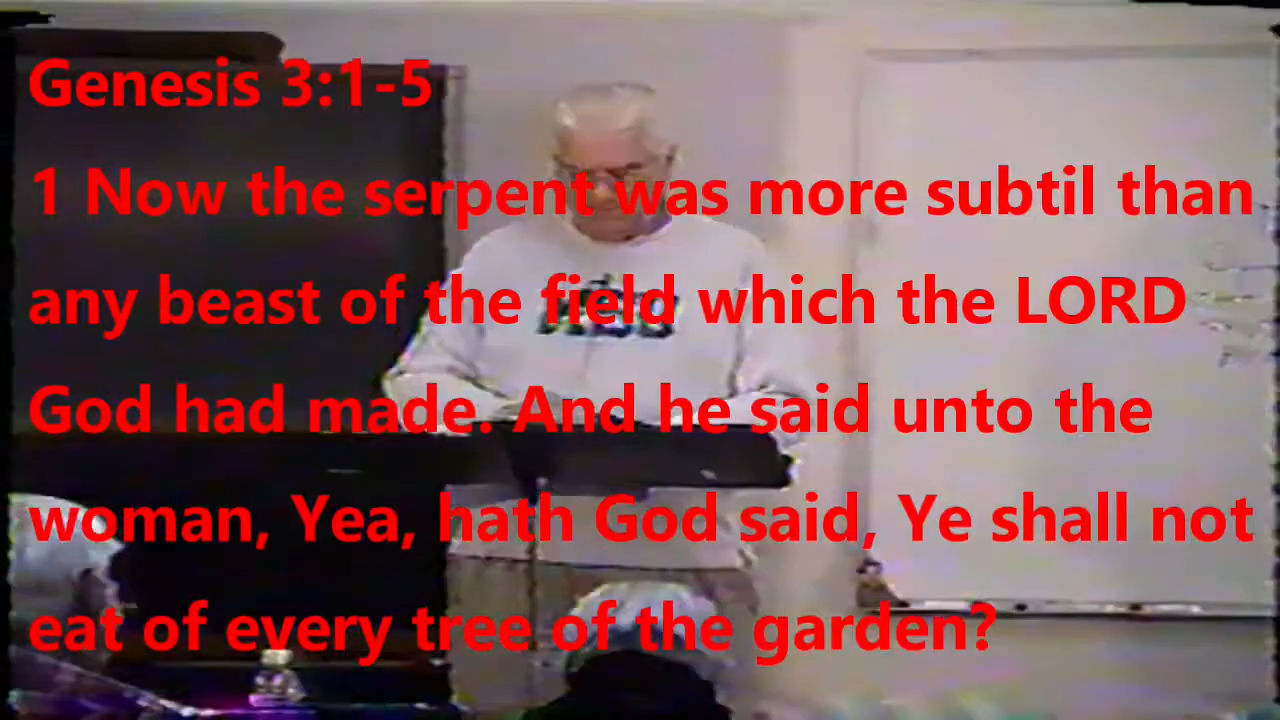 Genesis 3:1-5
1 Now the serpent was more subtil than
any beast of the field which the LORD
God had made. And he said unto the
woman, Yea, hath God said, Ye shall not
eat of every tree of the garden?